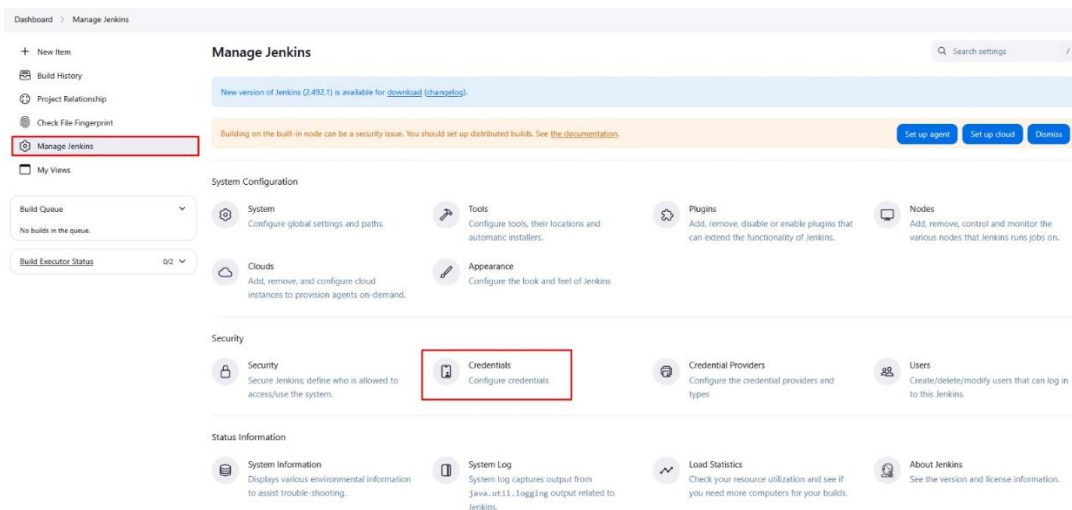 Dashboard > Manage Jenkins
+ New Item
Build History
Project Relationship
Check File Fingerprint
Manage Jenkins
My Views
Build Queue
No builds in the queue.
Build Executor Status 0/2
Manage Jenkins
Search settings /
New version of Jenkins (2.492.1) is available for download (changelog).
Building on the built-in node can be a security issue. You should set up distributed builds. See the documentation.
Set up agent Set up cloud Dismiss
System Configuration
System
Configure global settings and paths.
Tools
Configure tools, their locations and
automatic installers.
Plugins
Add, remove, disable or enable plugins that
can extend the functionality of Jenkins.
Nodes
Add, remove, control and monitor the
various nodes that Jenkins runs jobs on.
Clouds
Add, remove, and configure cloud
instances to provision agents on-demand.
Appearance
Configure the look and feel of Jenkins
Security
Security
Secure Jenkins; define who is allowed to
access/use the system.
Credentials
Configure credentials
Credential Providers
Configure the credential providers and
types
Users
Create/delete/modify users that can log in
to this Jenkins.
Status Information
System Information
Displays various environmental information
to assist trouble-shooting.
System Log
System log captures output from
java.util.logging output related to
Jenkins.
Load Statistics
Check your resource utilization and see if
you need more computers for your builds.
About Jenkins
See the version and license information.